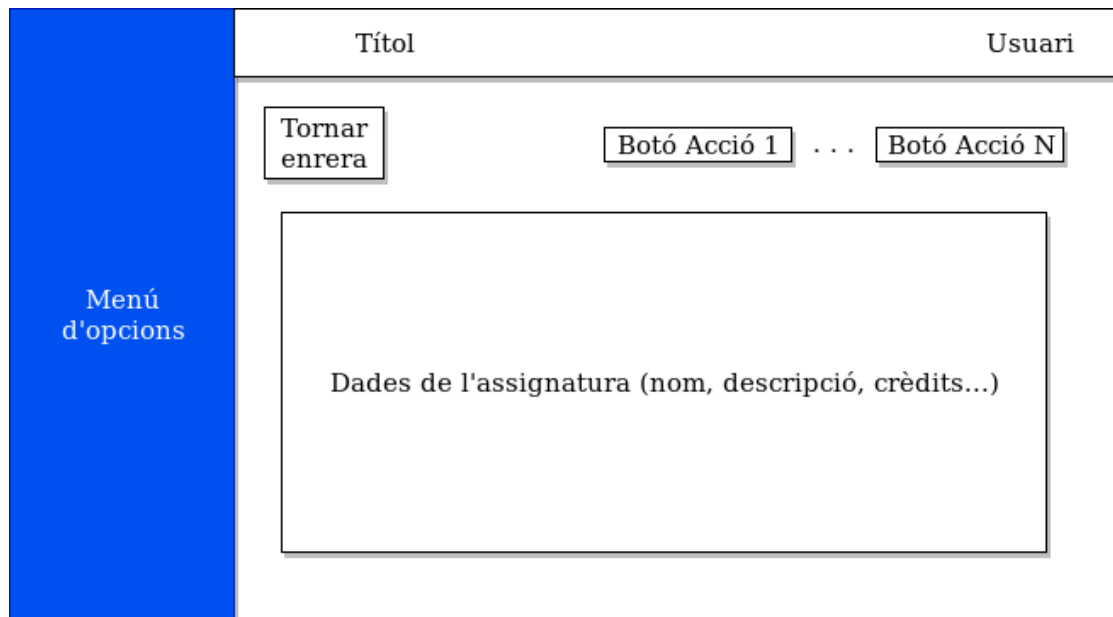 Títol
Usuari
Tornar
enrera
Botó Acció 1
. . .
Botó Acció N
Menú
d'opcions
Dades de l'assignatura (nom, descripció, crèdits...)